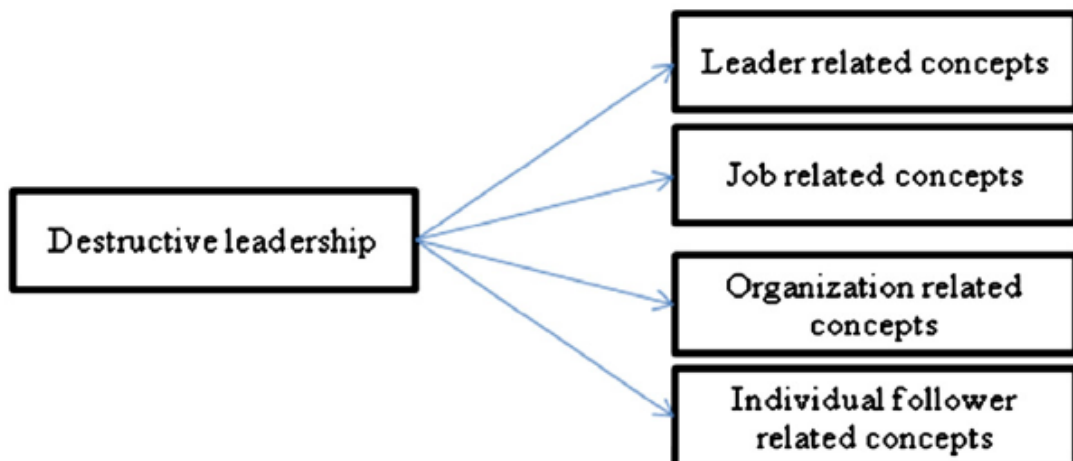 Leader related concepts
Job related concepts
Destructive leadership
Organization related
concepts
Individual follower
related concepts